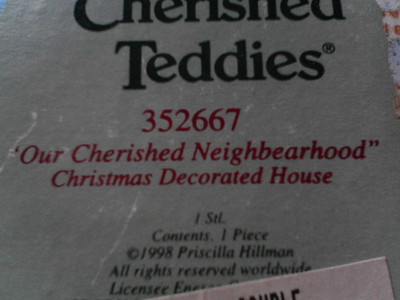 Cherished
Teddies®
352667
"Our Cherished Neighbearhood"
Christmas Decorated House
1 Stl.
Contents, 1 Piece
©1998 Priscilla Hillman
All rights reserved worldwide
Licensee